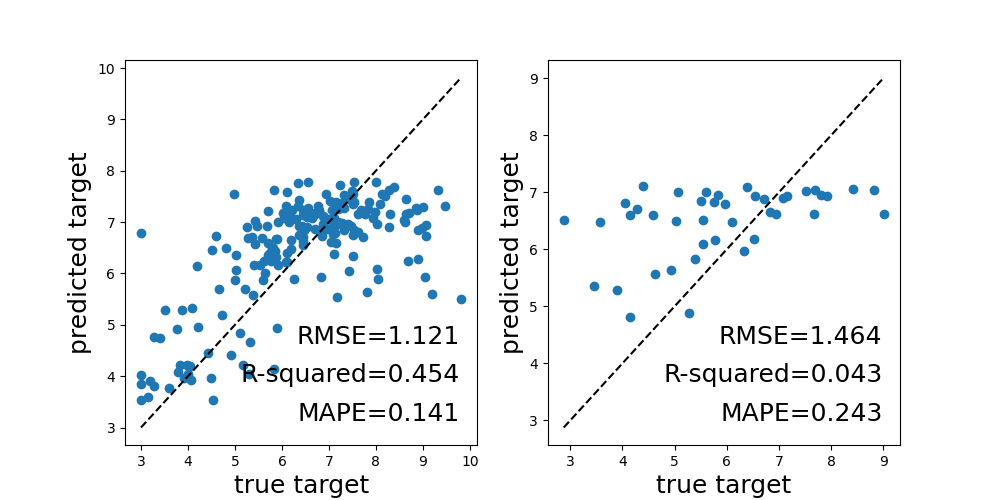 10
9
8
7
6
5
4
3
predicted target
RMSE=1.121
R-squared=0.454
MAPE=0.141
3 4 5 6 7 8 9 10
true target
9
8
7
6
5
4
3
predicted target
RMSE=1.464
R-squared=0.043
MAPE=0.243
3 4 5 6 7 8 9
true target